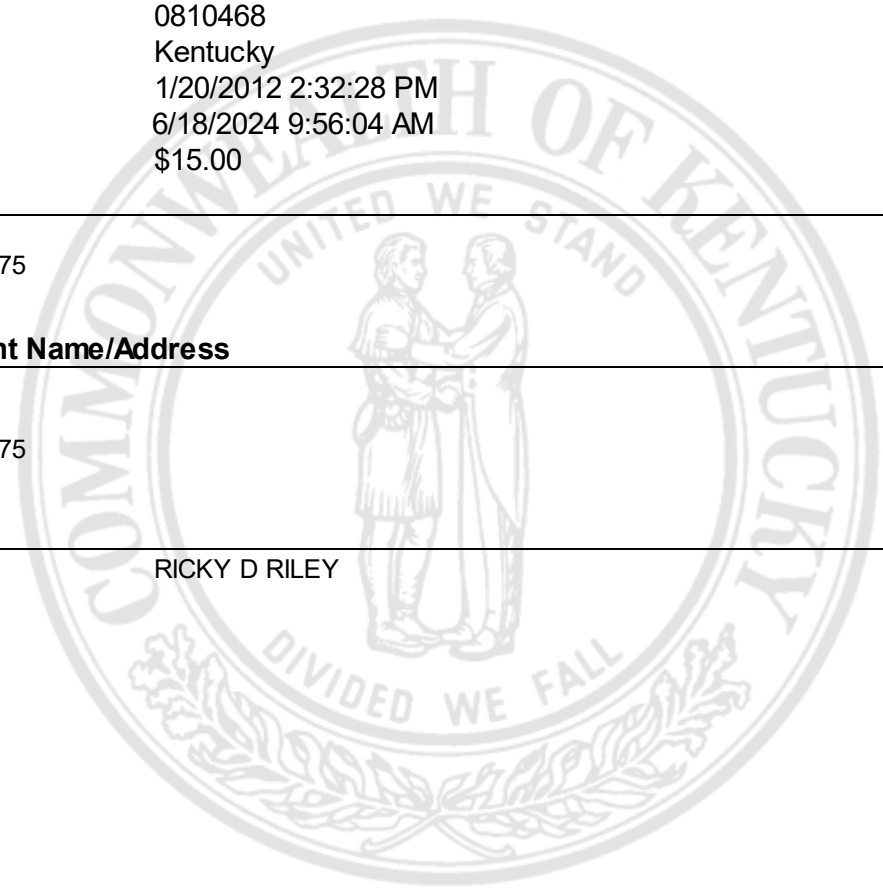 0810468
Kentucky
1/20/2012 2:32:28 PM
6/18/2024 9:56:04 AM
$15.00
75
nt Name/Address
75
RICKY D RILEY
COMMONWEALTH OF KENTUCKY
UNITED WE STAND
DIVIDED WE FALL